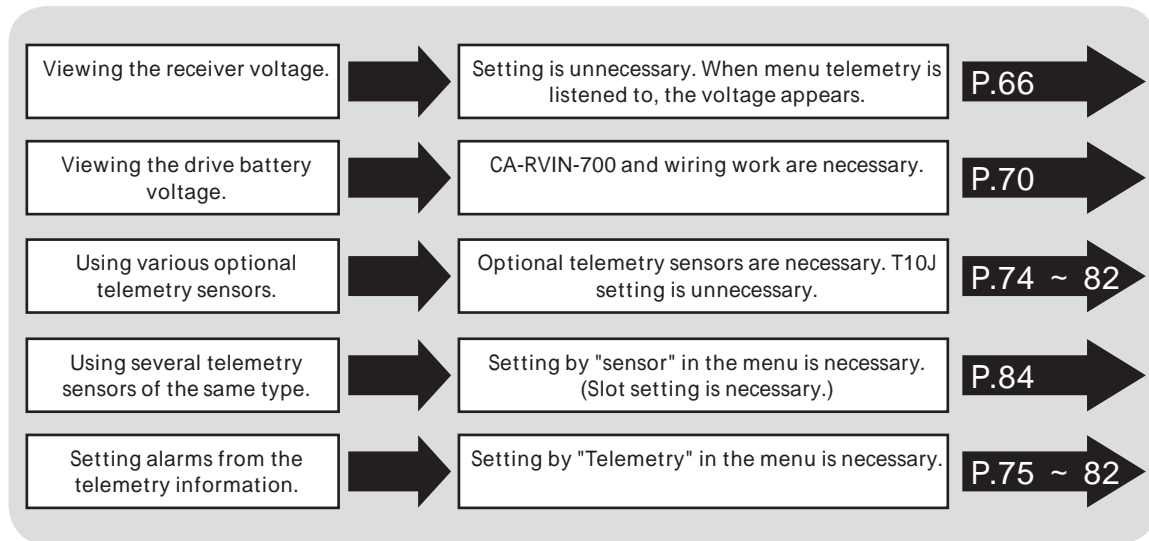 Viewing the receiver voltage.
Setting is unnecessary. When menu telemetry is
listened to, the voltage appears.
P.66
Viewing the drive battery
voltage.
CA-RVIN-700 and wiring work are necessary.
P.70
Using various optional
telemetry sensors.
Optional telemetry sensors are necessary. T10J
setting is unnecessary.
P.74 ~ 82
Using several telemetry
sensors of the same type.
Setting by "sensor" in the menu is necessary.
(Slot setting is necessary.)
P.84
Setting alarms from the
telemetry information.
Setting by "Telemetry" in the menu is necessary.
P.75 ~ 82